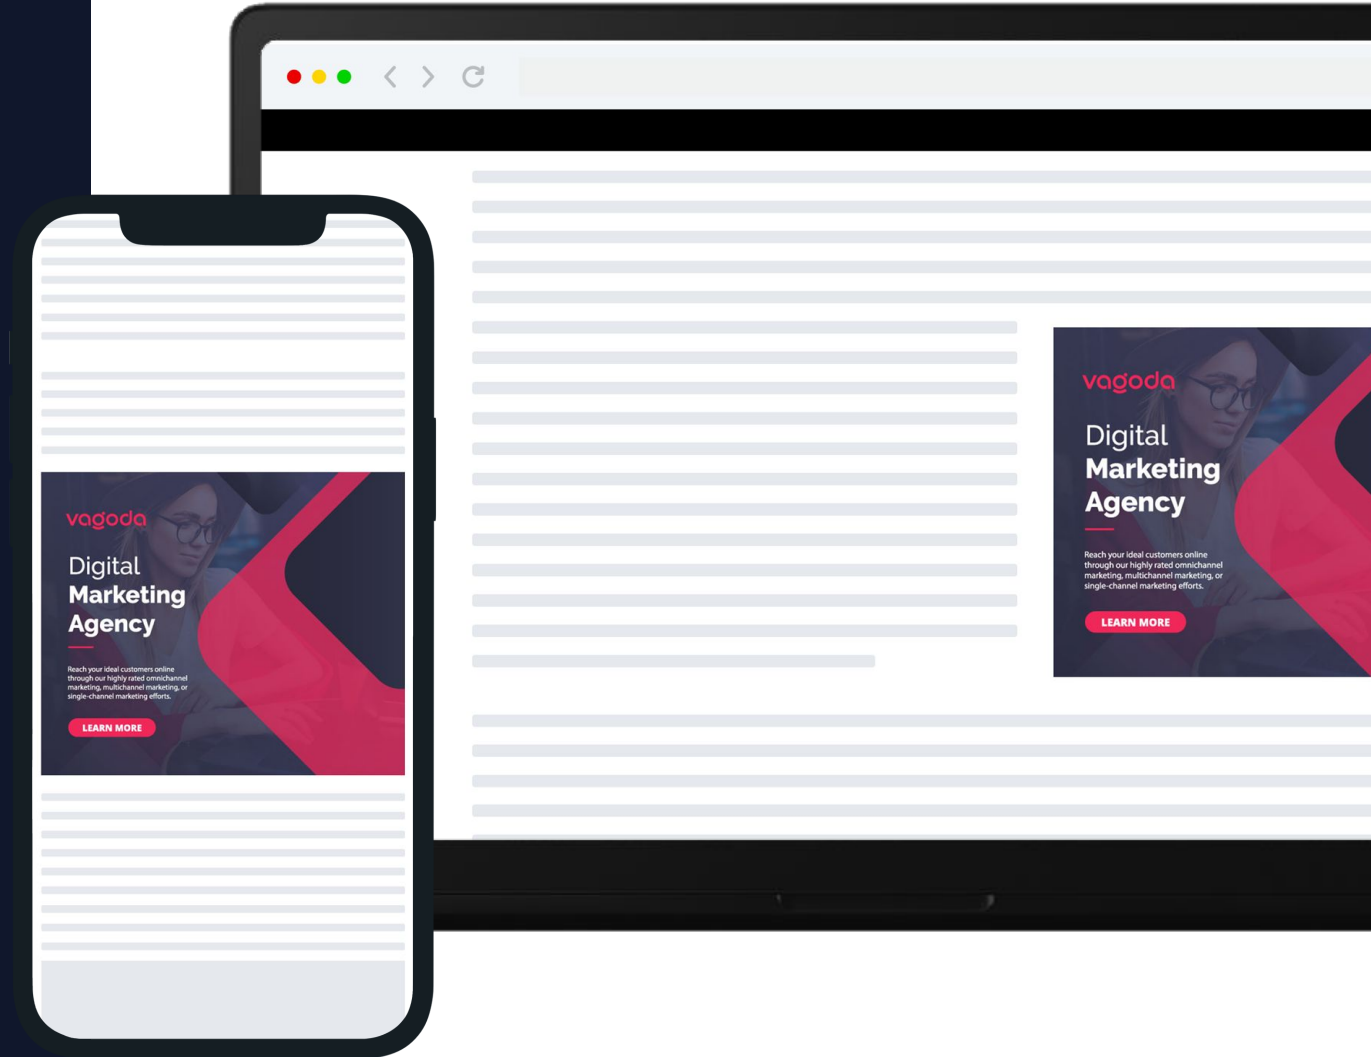 vagoda
Digital
Marketing
Agency
Reach your ideal customers online
through our highly rated omnichannel
marketing, multichannel marketing, or
single-channel marketing efforts.
LEARN MORE
vagoda
Digital
Marketing
Agency
Reach your ideal customers online
through our highly rated omnichannel
marketing, multichannel marketing, or
single-channel marketing efforts.
LEARN MORE